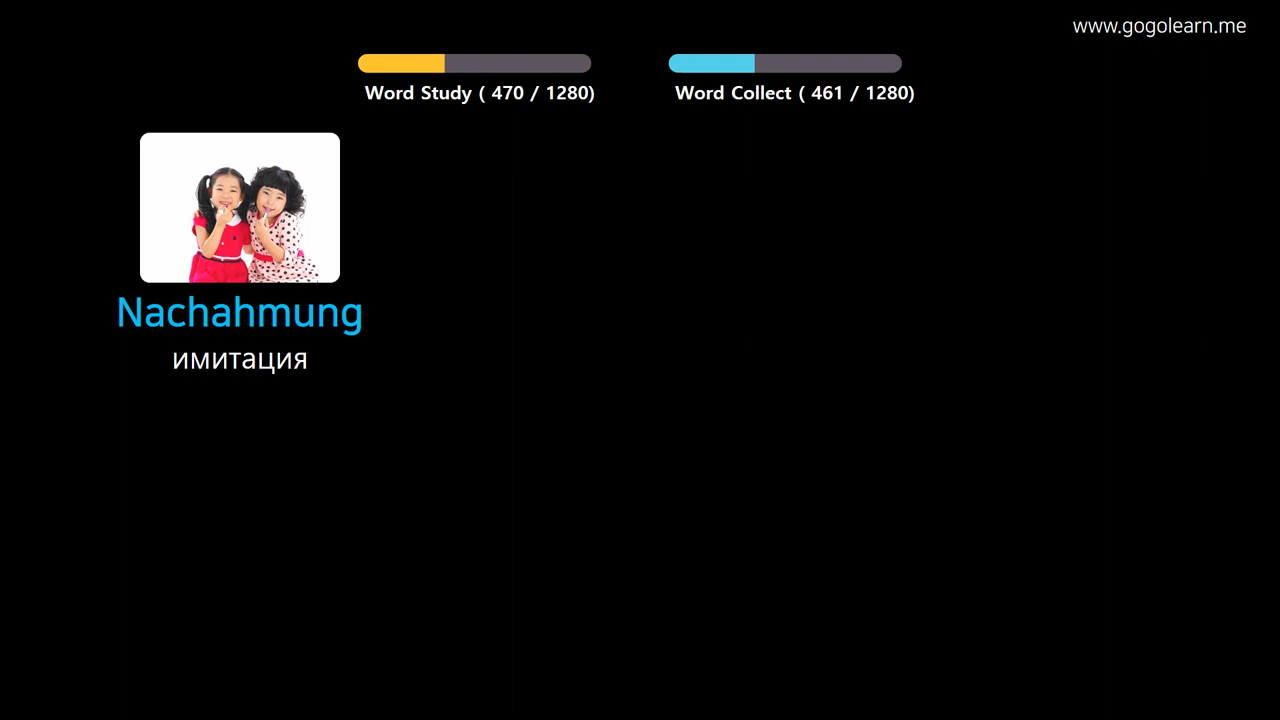 www.gogolearn.me
Word Study ( 470 / 1280)
Word Collect ( 461 / 1280)
Nachahmung
имитация